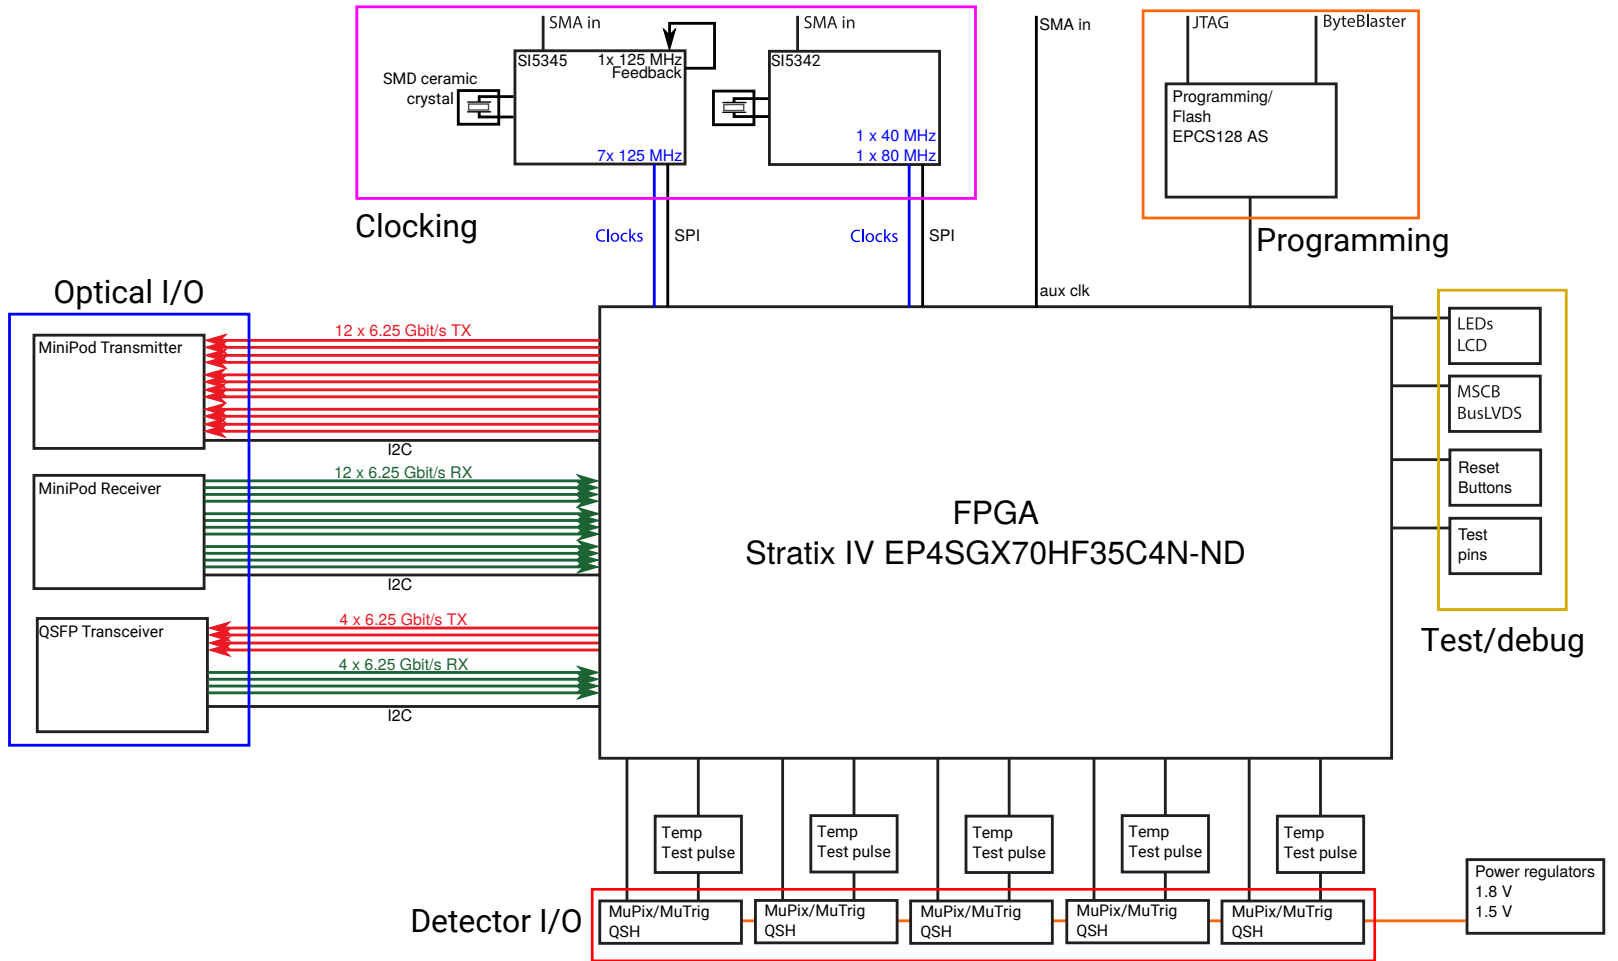 SMA in
SMA in
SMA in
JTAG
ByteBlaster
SI5345
1x 125 MHz
Feedback
SI5342
SMD ceramic
crystal
Programming/
Flash
EPCS128 AS
1 x 40 MHz
7x 125 MHz
1 x 80 MHz
Clocking
Clocks
SPI
Clocks
SPI
Programming
aux clk
Optical I/O
MiniPod Transmitter
12 x 6.25 Gbit/s TX
I2C
MiniPod Receiver
12 x 6.25 Gbit/s RX
I2C
QSFP Transceiver
4 x 6.25 Gbit/s TX
4 x 6.25 Gbit/s RX
I2C
FPGA
Stratix IV EP4SGX70HF35C4N-ND
LEDs
LCD
MSCB
BusLVDS
Reset
Buttons
Test
pins
Test/debug
Temp
Test pulse
Temp
Test pulse
Temp
Test pulse
Temp
Test pulse
Temp
Test pulse
Detector I/O
MuPix/MuTrig
QSH
MuPix/MuTrig
QSH
MuPix/MuTrig
QSH
MuPix/MuTrig
QSH
MuPix/MuTrig
QSH
Power regulators
1.8 V
1.5 V